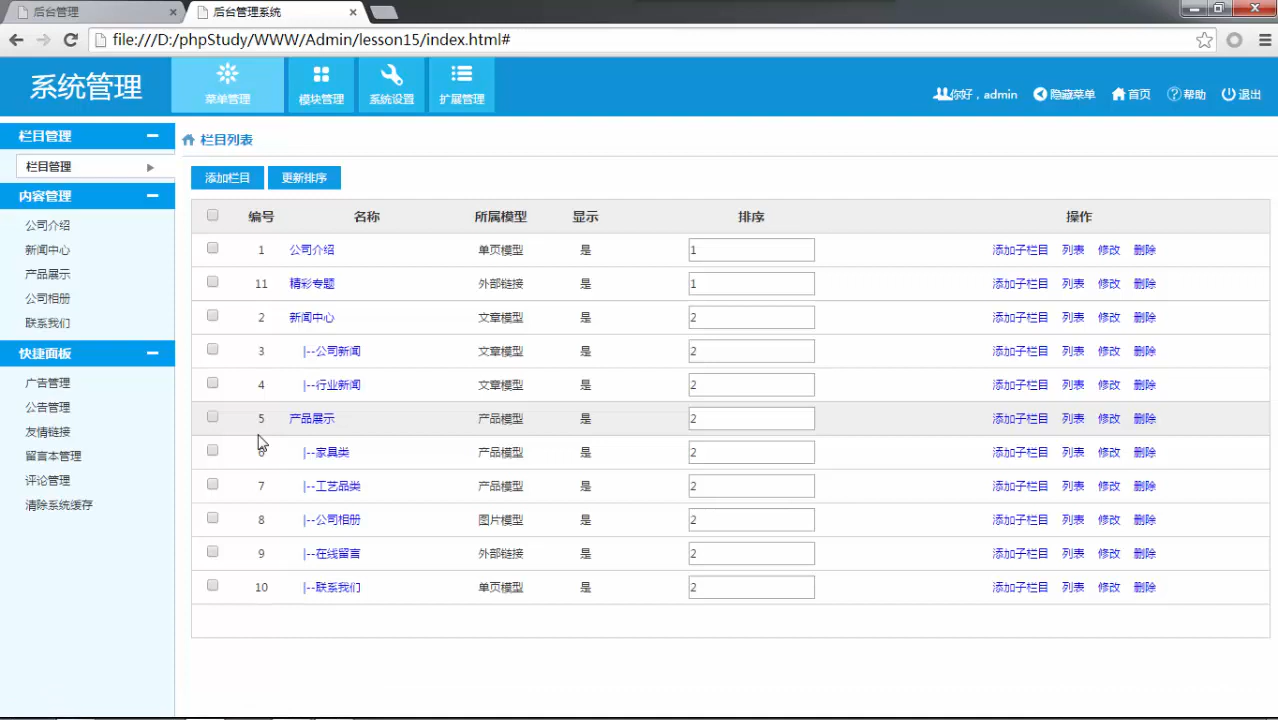 后台管理 后台管理系统
file:///D:/phpStudy/WWW/Admin/lesson15/index.html#
系统管理 菜单管理 模块管理 系统设置 扩展管理 你好，admin 隐藏菜单 首页 帮助 退出
栏目管理
栏目管理
内容管理
公司介绍
新闻中心
产品展示
公司相册
联系我们
快捷面板
广告管理
公告管理
友情链接
留言本管理
评论管理
清除系统缓存
栏目列表
添加栏目 更新排序
编号 名称 所属模型 显示 排序 操作
1 公司介绍 单页模型 是 1 添加子栏目 列表 修改 删除
11 精彩专题 外部链接 是 1 添加子栏目 列表 修改 删除
2 新闻中心 文章模型 是 2 添加子栏目 列表 修改 删除
3 |--公司新闻 文章模型 是 2 添加子栏目 列表 修改 删除
4 |--行业新闻 文章模型 是 2 添加子栏目 列表 修改 删除
5 产品展示 产品模型 是 2 添加子栏目 列表 修改 删除
6 |--家具类 产品模型 是 2 添加子栏目 列表 修改 删除
7 |--工艺品类 产品模型 是 2 添加子栏目 列表 修改 删除
8 |--公司相册 图片模型 是 2 添加子栏目 列表 修改 删除
9 |--在线留言 外部链接 是 2 添加子栏目 列表 修改 删除
10 |--联系我们 单页模型 是 2 添加子栏目 列表 修改 删除